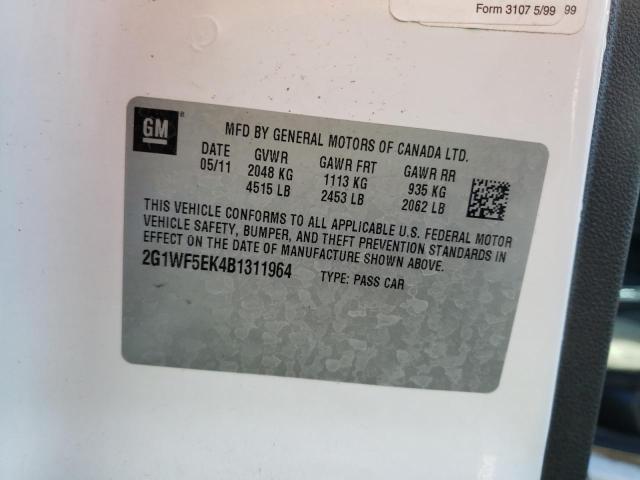 Form 3107 5/99 99
GM
MFD BY GENERAL MOTORS OF CANADA LTD.
DATE GVWR GAWR FRT GAWR RR
05/11 2048 KG 1113 KG 935 KG
4515 LB 2453 LB 2062 LB
THIS VEHICLE CONFORMS TO ALL APPLICABLE U.S. FEDERAL MOTOR
VEHICLE SAFETY, BUMPER, AND THEFT PREVENTION STANDARDS IN
EFFECT ON THE DATE OF MANUFACTURE SHOWN ABOVE.
2G1WF5EK4B1311964 TYPE: PASS CAR